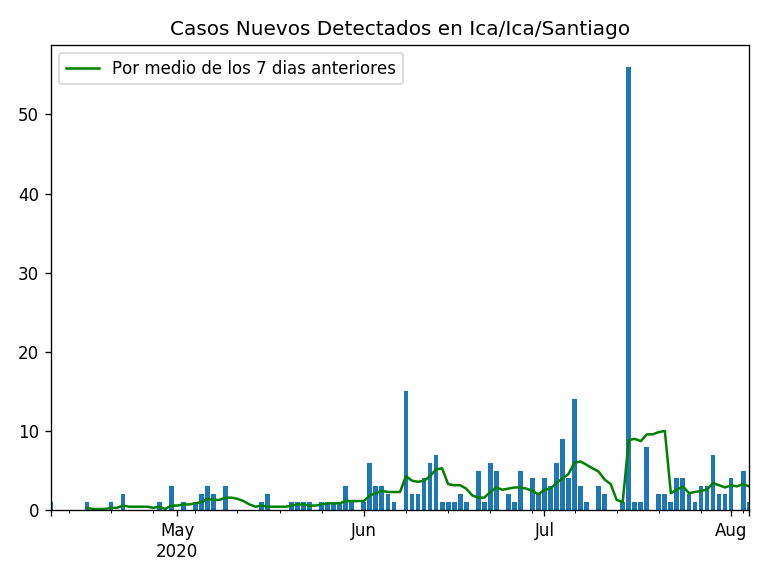 Casos Nuevos Detectados en Ica/Ica/Santiago
Por medio de los 7 dias anteriores
50
40
30
20
10
0
May
2020
Jun
Jul
Aug